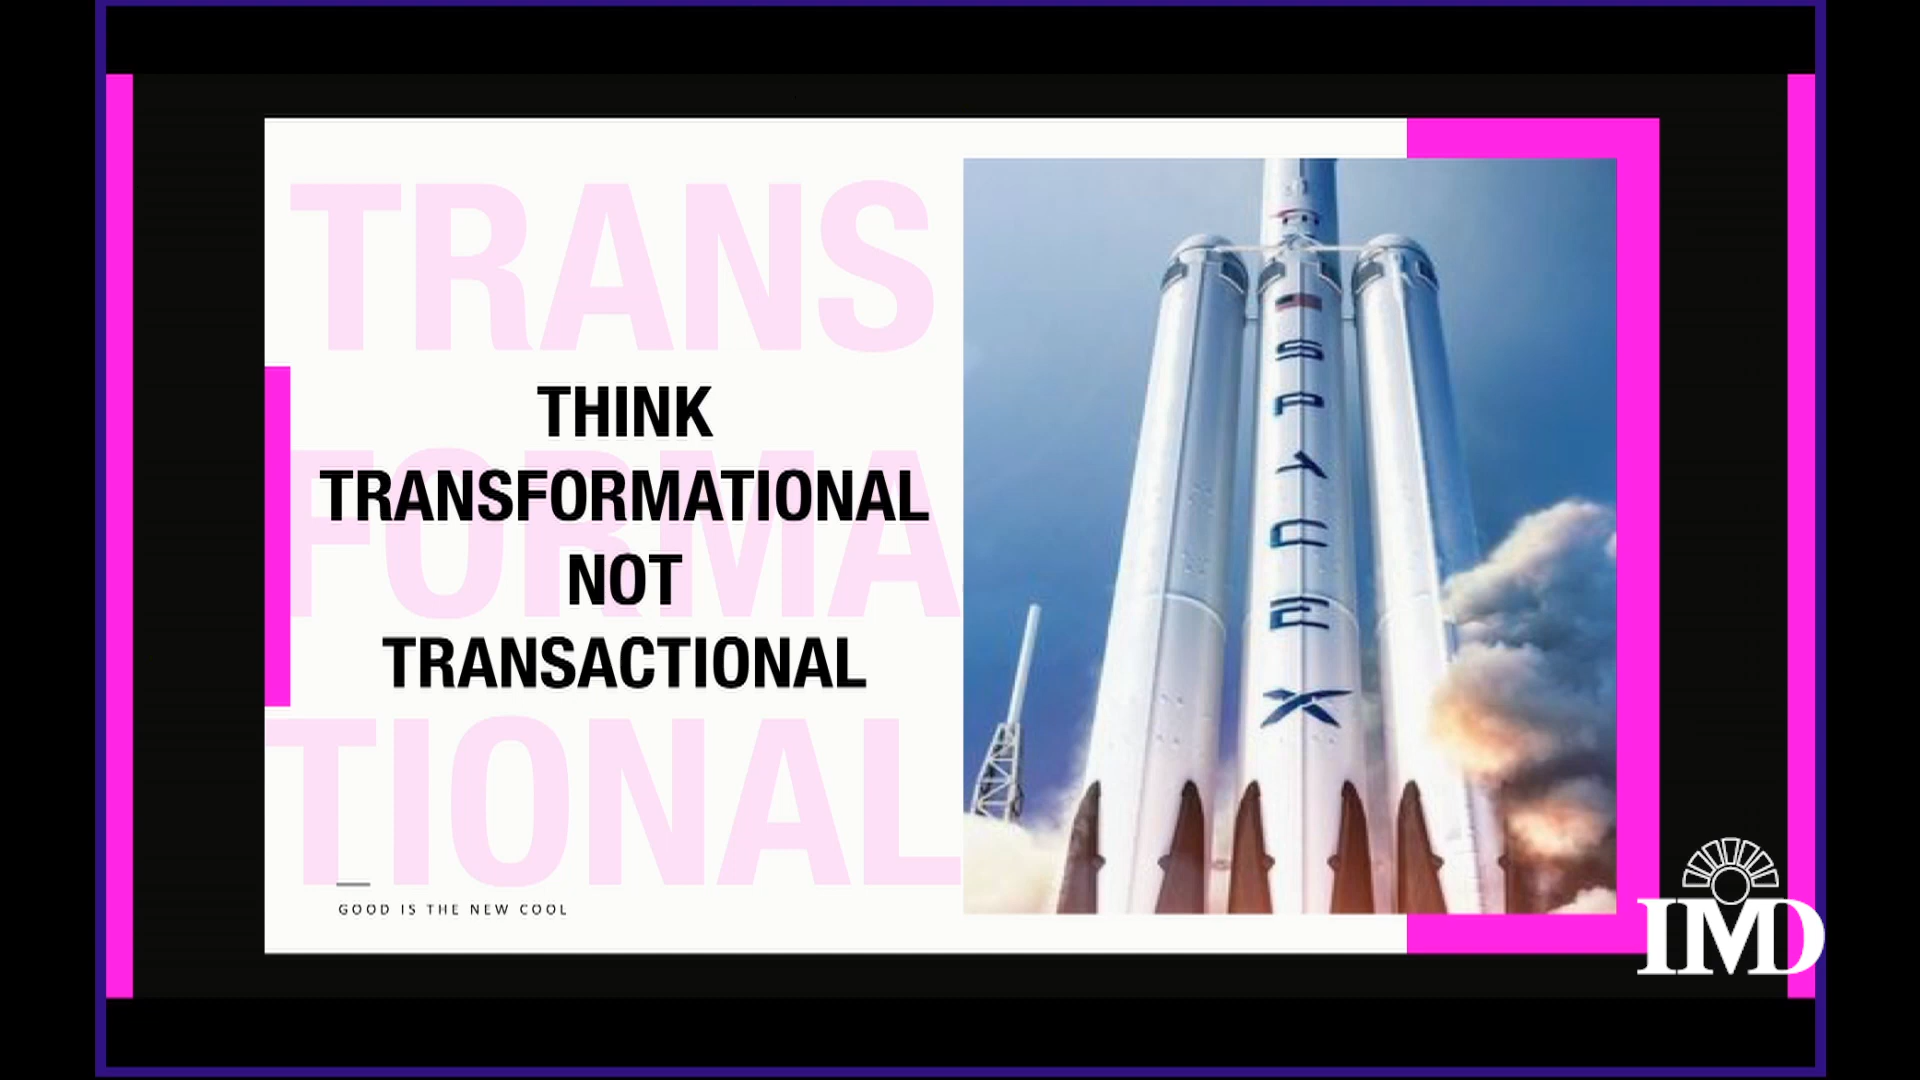 TRANS
FORMA
TIONAL
THINK
TRANSFORMATIONAL
NOT
TRANSACTIONAL
GOOD IS THE NEW COOL
SPACEX
IMD